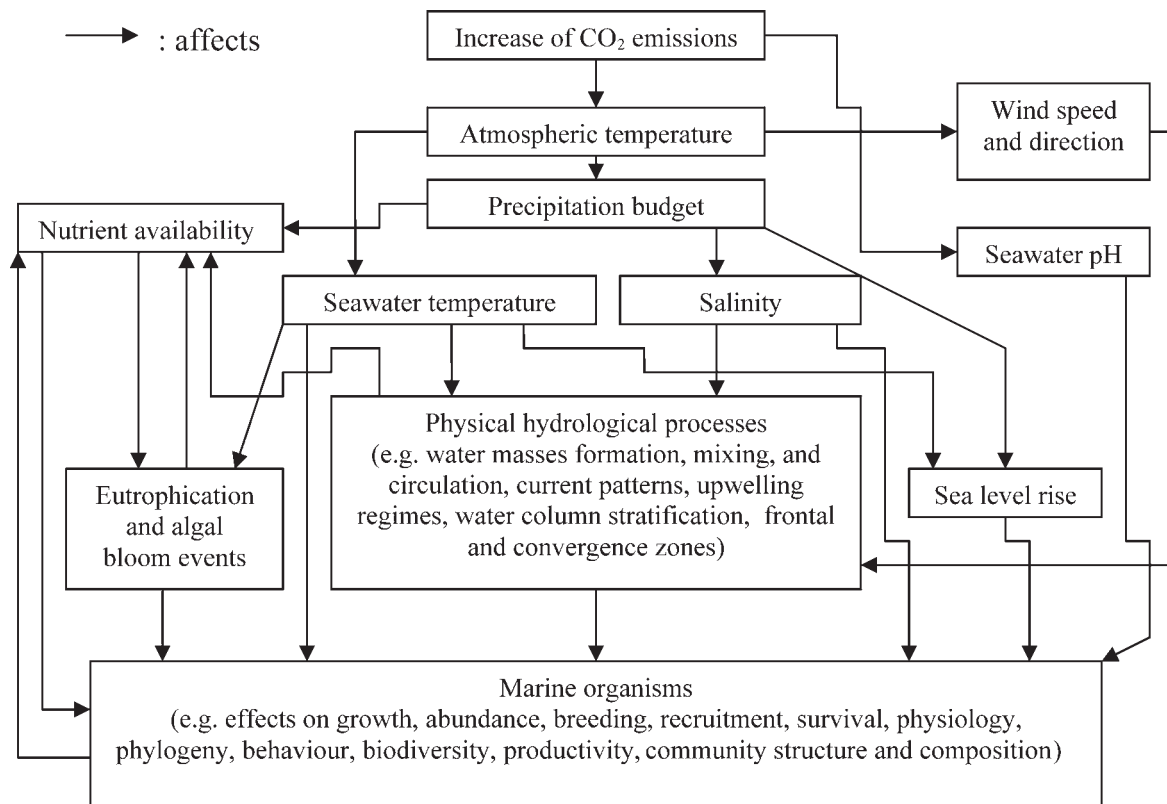 : affects
Increase of CO₂ emissions
Wind speed
and direction
Atmospheric temperature
Precipitation budget
Nutrient availability
Seawater pH
Seawater temperature
Salinity
Physical hydrological processes
(e.g. water masses formation, mixing, and
circulation, current patterns, upwelling
regimes, water column stratification, frontal
and convergence zones)
Eutrophication
and algal
bloom events
Sea level rise
Marine organisms
(e.g. effects on growth, abundance, breeding, recruitment, survival, physiology,
phylogeny, behaviour, biodiversity, productivity, community structure and composition)